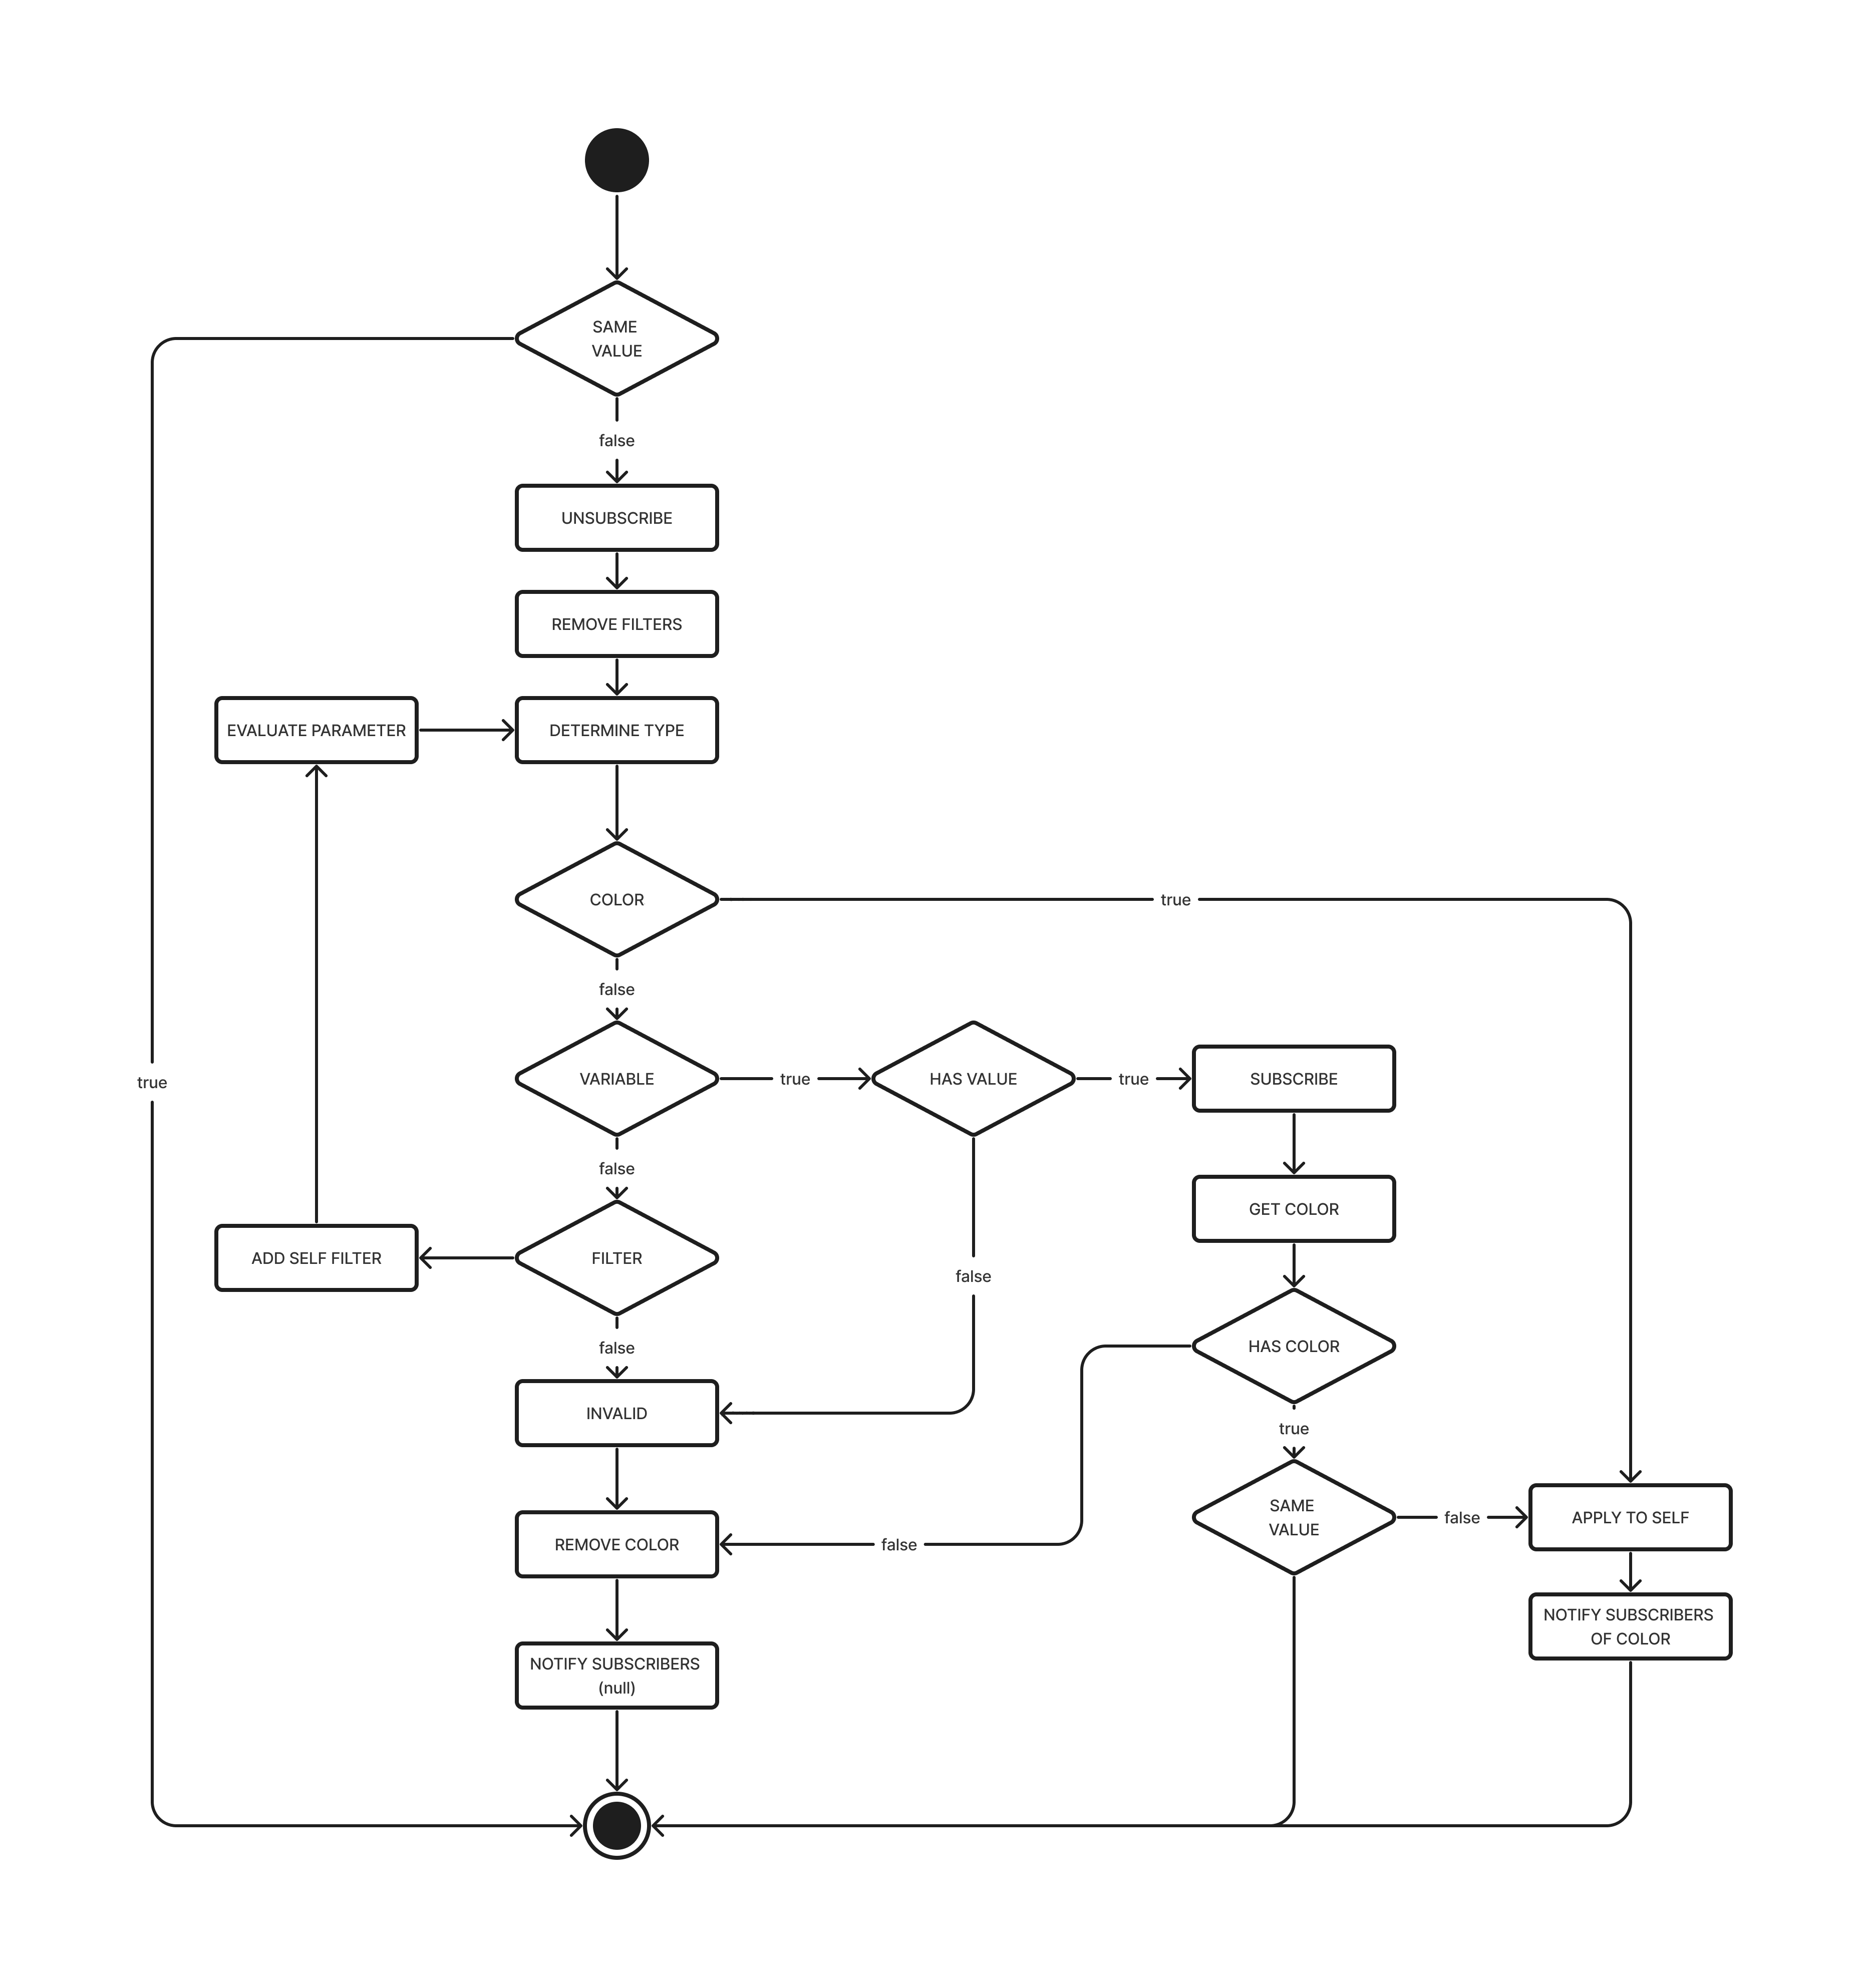 SAME
VALUE
false
UNSUBSCRIBE
REMOVE FILTERS
EVALUATE PARAMETER
DETERMINE TYPE
COLOR
true
false
true
VARIABLE
true
HAS VALUE
true
SUBSCRIBE
false
GET COLOR
ADD SELF FILTER
FILTER
false
false
HAS COLOR
INVALID
true
SAME
VALUE
false
APPLY TO SELF
REMOVE COLOR
false
NOTIFY SUBSCRIBERS
OF COLOR
NOTIFY SUBSCRIBERS
(null)